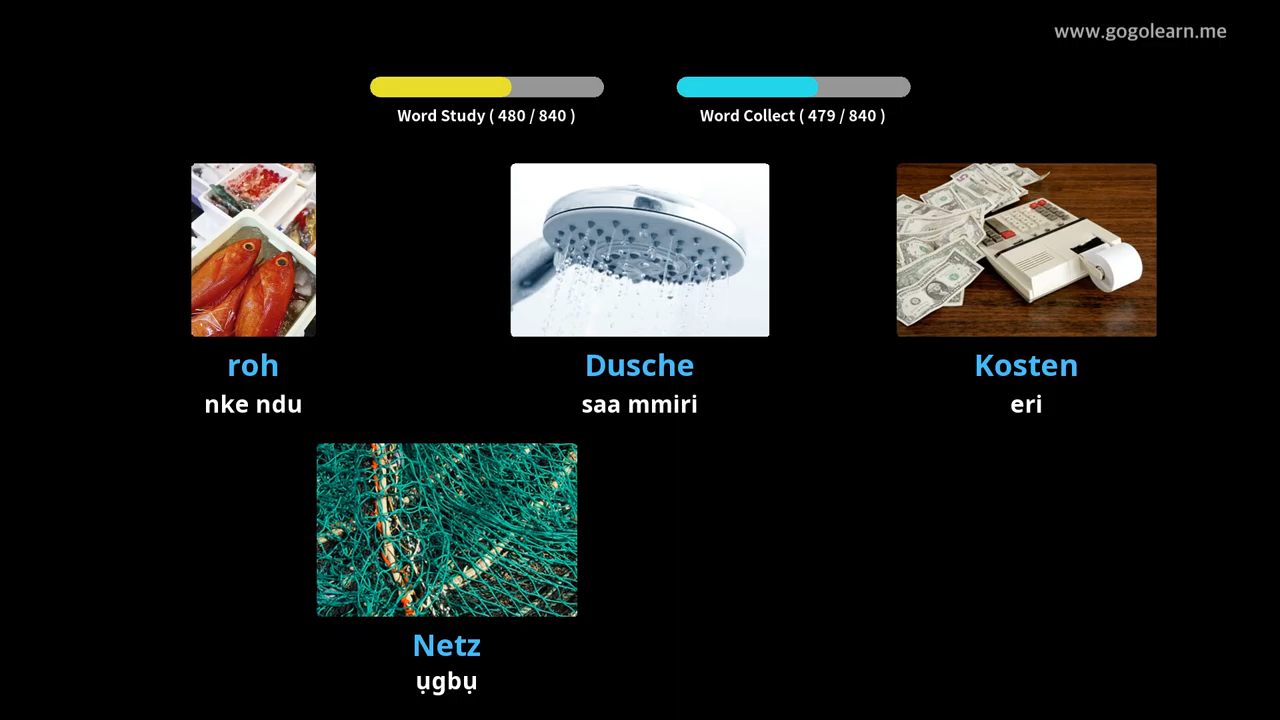 www.gogolearn.me
Word Study ( 480 / 840 )
Word Collect ( 479 / 840 )
roh
nke ndu
Dusche
saa mmiri
Kosten
eri
Netz
ụgbụ